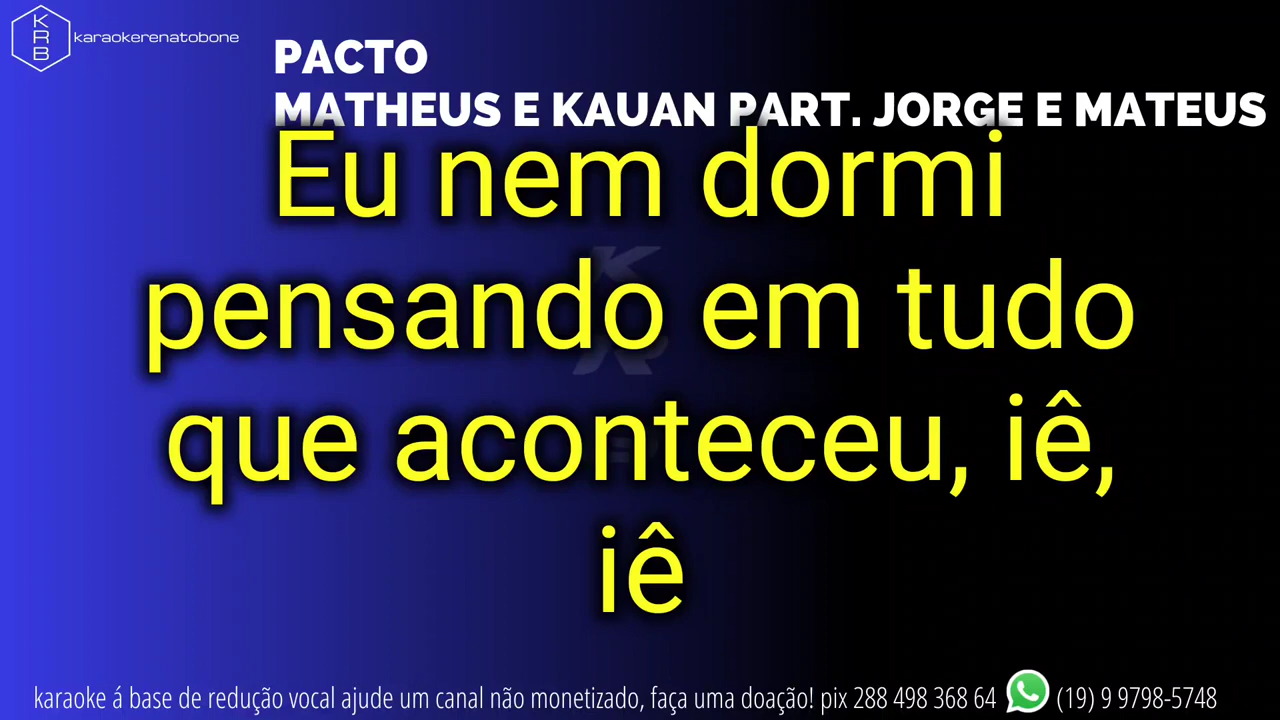 KRB
karaokerenatobone
PACTO
MATHEUS E KAUAN PART. JORGE E MATEUS
Eu nem dormi
pensando em tudo
que aconteceu, iê,
iê
karaoke á base de redução vocal ajude um canal não monetizado, faça uma doação! pix 288 498 368 64 (19) 9 9798-5748